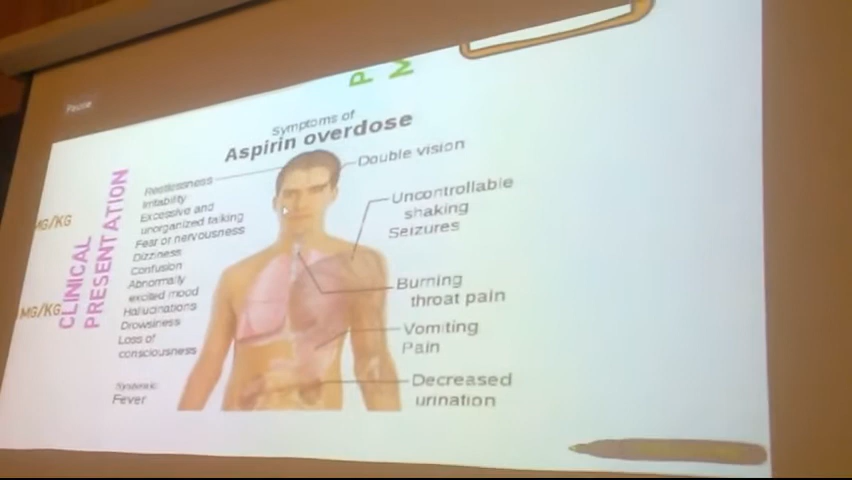 Pause
P
M
MG/KG
MG/KG
CLINICAL
PRESENTATION
Symptoms of
Aspirin overdose
Restlessness
Irritability
Excessive and
unorganized talking
Fear or nervousness
Dizziness
Confusion
Abnormally
excited mood
Hallucinations
Drowsiness
Loss of
consciousness
Systemic
Fever
Double vision
Uncontrollable
shaking
Seizures
Burning
throat pain
Vomiting
Pain
Decreased
urination